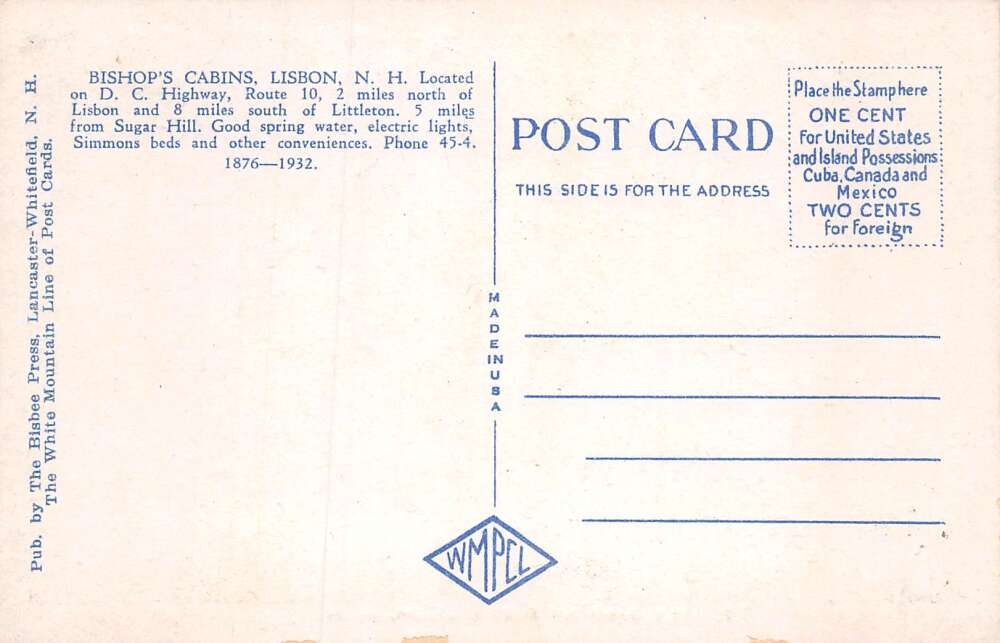 BISHOP'S CABINS, LISBON, N. H. Located
on D. C. Highway, Route 10, 2 miles north of
Lisbon and 8 miles south of Littleton. 5 miles
from Sugar Hill. Good spring water, electric lights,
Simmons beds and other conveniences. Phone 45-4.
1876—1932.
Pub. by The Bisbee Press, Lancaster-Whitefield, N. H.
The White Mountain Line of Post Cards.
POST CARD
THIS SIDE IS FOR THE ADDRESS
Place the Stamp here
ONE CENT
For United States
and Island Possessions
Cuba, Canada and
Mexico
TWO CENTS
for Foreign
MADE IN USA
WMPCL